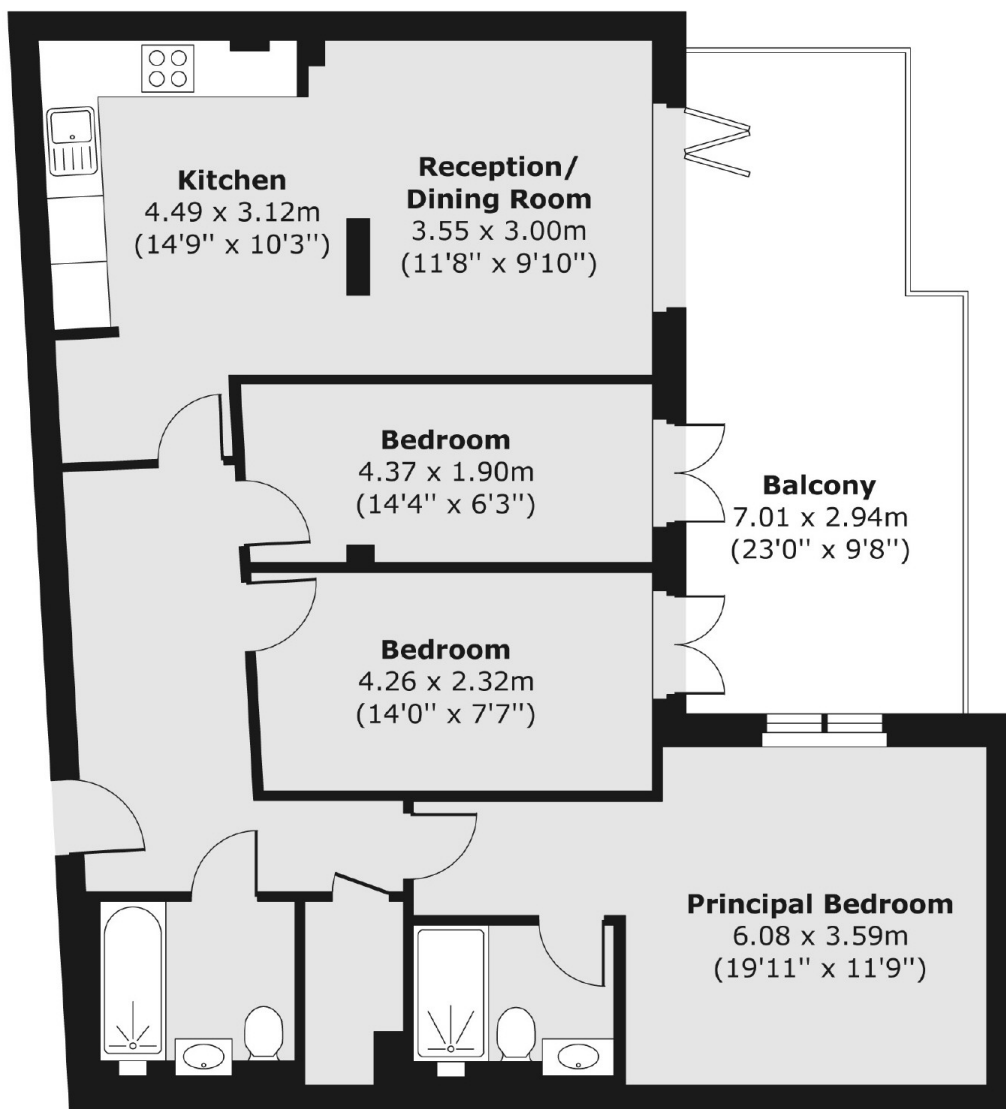 Kitchen
4.49 x 3.12m
(14'9'' x 10'3'')
Reception/
Dining Room
3.55 x 3.00m
(11'8'' x 9'10'')
Bedroom
4.37 x 1.90m
(14'4'' x 6'3'')
Balcony
7.01 x 2.94m
(23'0'' x 9'8'')
Bedroom
4.26 x 2.32m
(14'0'' x 7'7'')
Principal Bedroom
6.08 x 3.59m
(19'11'' x 11'9'')